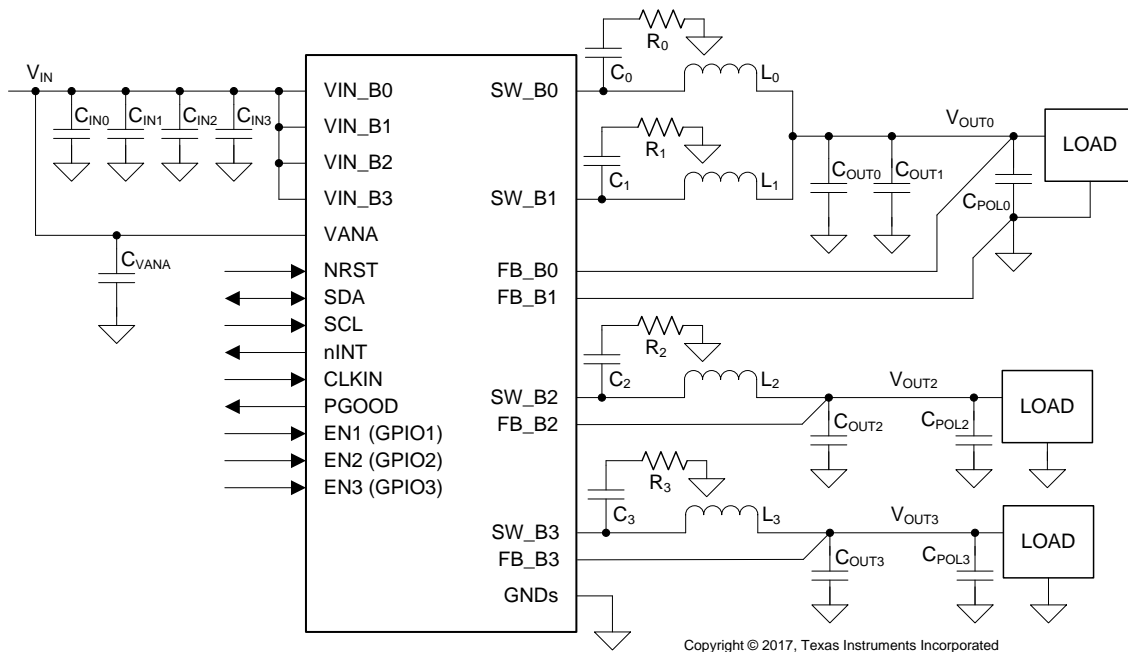 VIN
CIN0
CIN1
CIN2
CIN3
CVANA
VIN_B0
VIN_B1
VIN_B2
VIN_B3
VANA
NRST
SDA
SCL
nINT
CLKIN
PGOOD
EN1 (GPIO1)
EN2 (GPIO2)
EN3 (GPIO3)
SW_B0
SW_B1
FB_B0
FB_B1
SW_B2
FB_B2
SW_B3
FB_B3
GNDs
R0
C0
L0
R1
C1
L1
COUT0
COUT1
VOUT0
CPOL0
LOAD
R2
C2
L2
COUT2
VOUT2
CPOL2
LOAD
R3
C3
L3
COUT3
VOUT3
CPOL3
LOAD
Copyright © 2017, Texas Instruments Incorporated